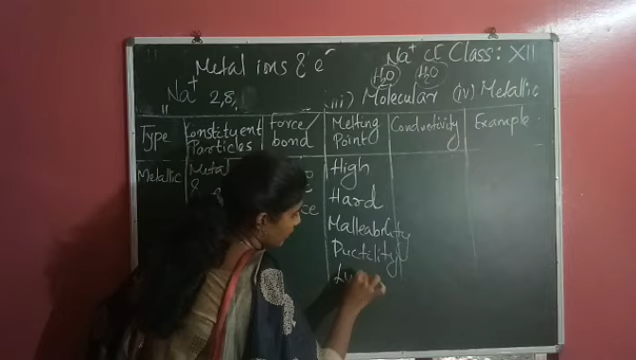 Metal ions & e⁻
Na⁺ Cl⁻ Class: XII
H₂O H₂O
Na⁺ 2,8,
iii) Molecular (iv) Metallic
Type Constituent Particles Force/ bond Melting Point Conductivity Example
Metallic Metal High
&
Hard
Malleability
Ductility
Lu